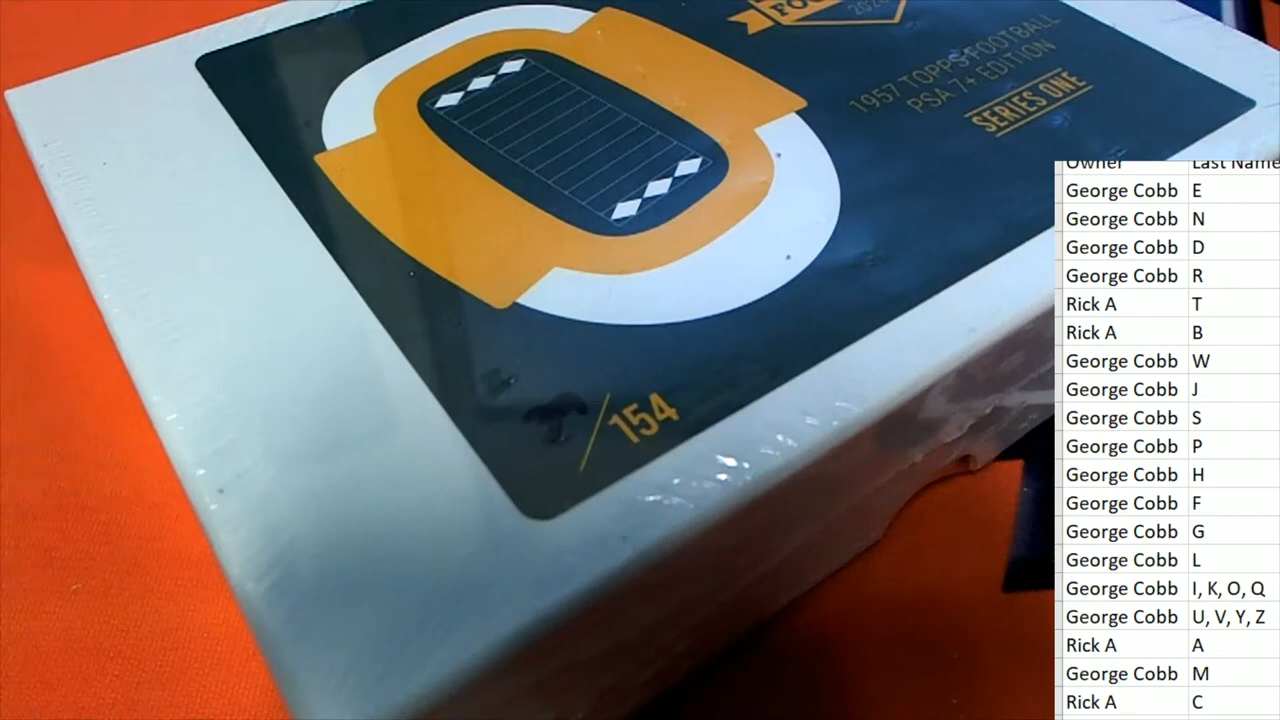 2020
1957 TOPPS FOOTBALL
PSA 7+ EDITION
SERIES ONE
/154
Owner Last Name
George Cobb E
George Cobb N
George Cobb D
George Cobb R
Rick A T
Rick A B
George Cobb W
George Cobb J
George Cobb S
George Cobb P
George Cobb H
George Cobb F
George Cobb G
George Cobb L
George Cobb I, K, O, Q
George Cobb U, V, Y, Z
Rick A A
George Cobb M
Rick A C